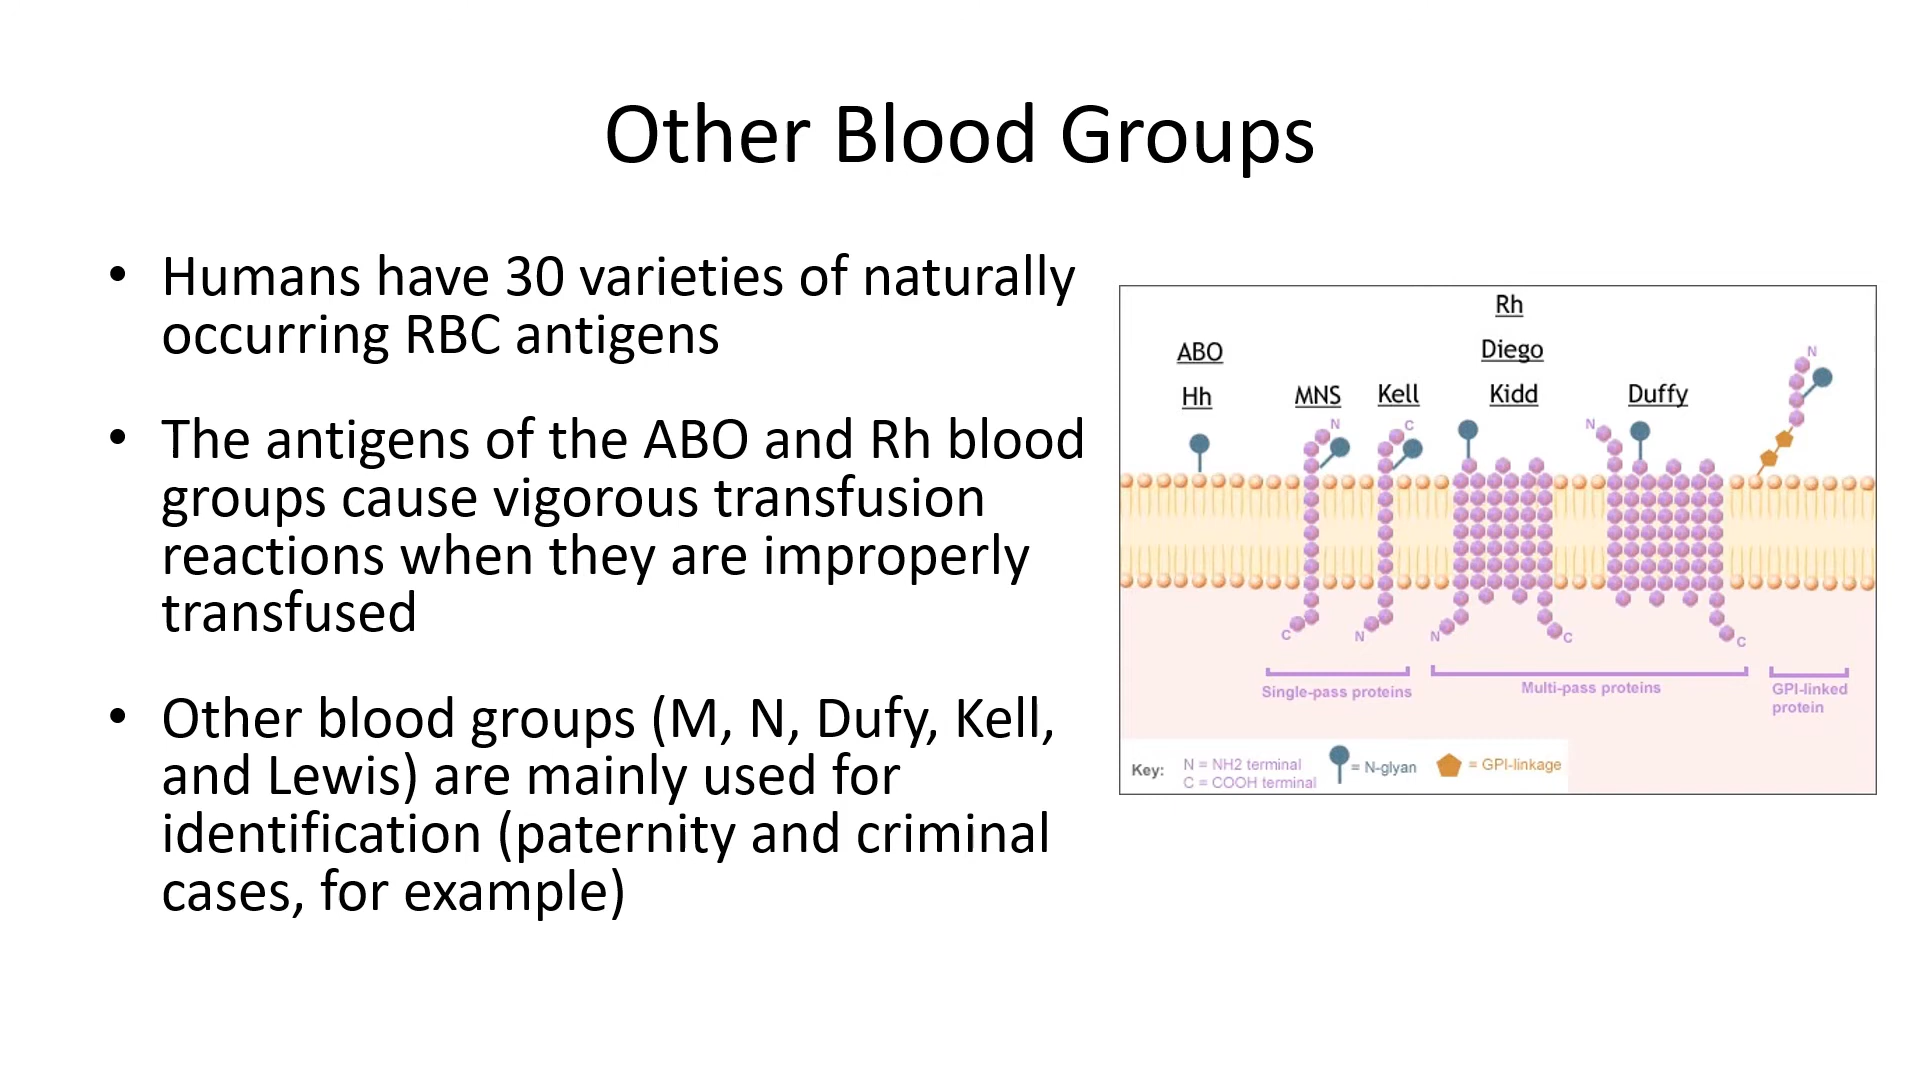 Other Blood Groups
• Humans have 30 varieties of naturally
occurring RBC antigens
• The antigens of the ABO and Rh blood
groups cause vigorous transfusion
reactions when they are improperly
transfused
• Other blood groups (M, N, Dufy, Kell,
and Lewis) are mainly used for
identification (paternity and criminal
cases, for example)
Rh
ABO
Diego
Hh
MNS
Kell
Kidd
Duffy
N
N
C
N
C
N
N
C
C
Single-pass proteins
Multi-pass proteins
GPI-linked
protein
Key:
N = NH2 terminal
C = COOH terminal
= N-glyan
= GPI-linkage